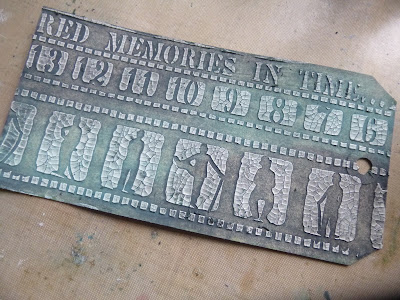 RED MEMORIES IN TIME...
13 12 11 10 9 8 7 6